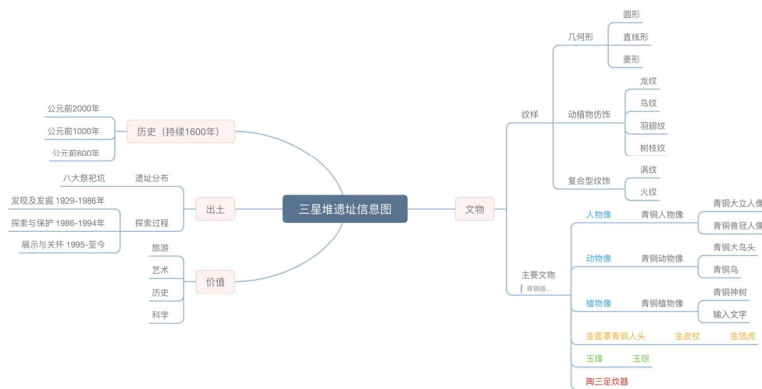 三星堆遗址信息图
历史（持续1600年）
公元前2000年
公元前1000年
公元前600年
出土
遗址分布
八大祭祀坑
探索过程
发现及发掘 1929-1986年
探索与保护 1986-1994年
展示与关怀 1995-至今
价值
旅游
艺术
历史
科学
文物
纹样
几何形
圆形
直线形
菱形
动植物仿饰
龙纹
鸟纹
羽翅纹
树枝纹
复合型纹饰
涡纹
火纹
主要文物
青铜器...
人物像
青铜人物像
青铜大立人像
青铜兽冠人像
动物像
青铜动物像
青铜大鸟头
青铜鸟
植物像
青铜植物像
青铜神树
输入文字
金面罩青铜人头
金皮杖
金箔虎
玉璋
玉琮
陶三足炊器